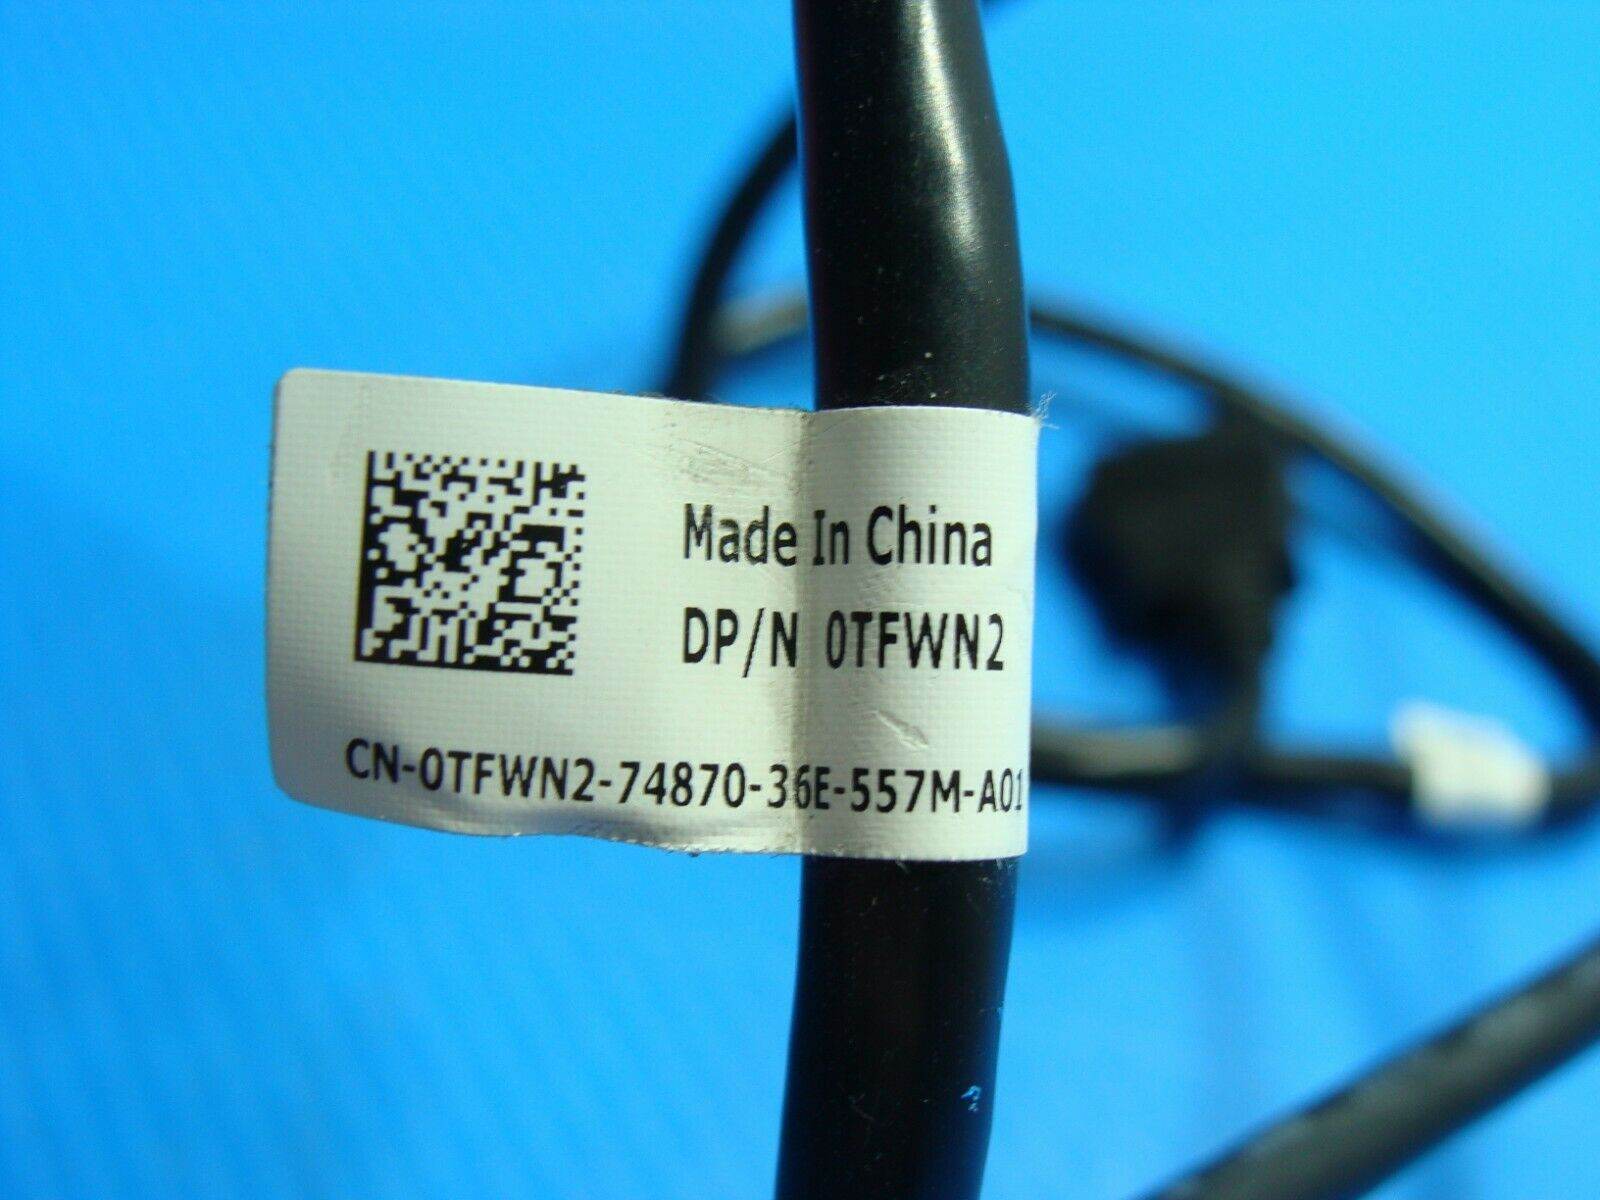 Made In China
DP/N 0TFWN2
CN-0TFWN2-74870-36E-557M-A01